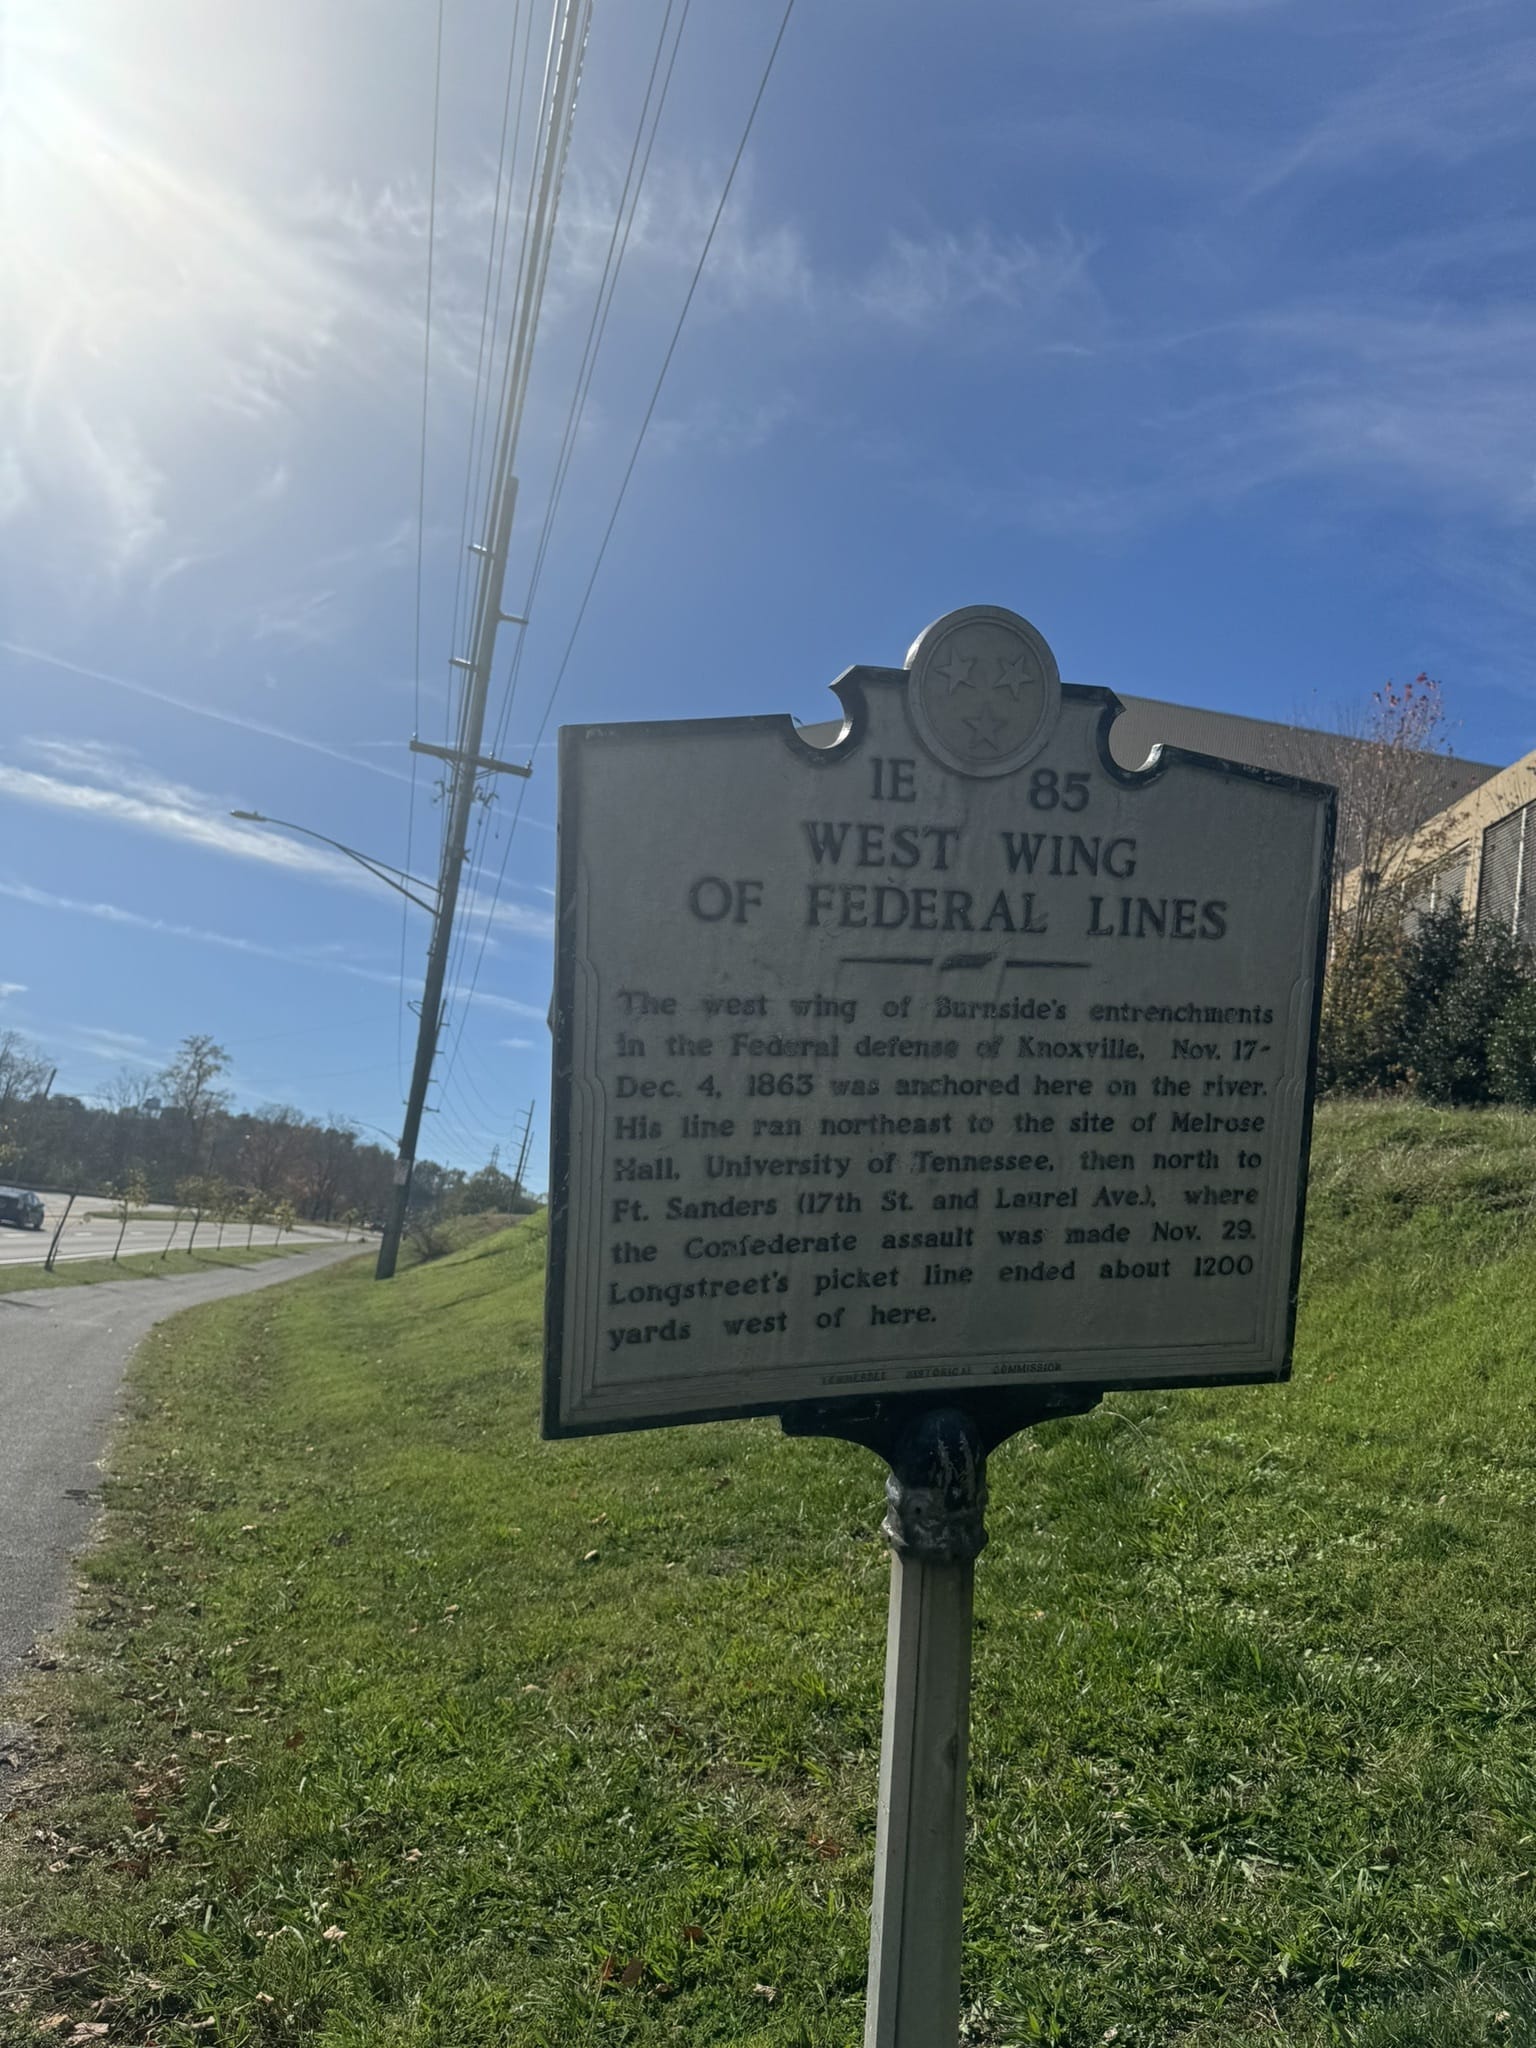 1E 85
WEST WING
OF FEDERAL LINES
The west wing of Burnside's entrenchments
in the Federal defense of Knoxville, Nov. 17-
Dec. 4, 1863 was anchored here on the river.
His line ran northeast to the site of Melrose
Hall, University of Tennessee, then north to
Ft. Sanders (17th St. and Laurel Ave.), where
the Confederate assault was made Nov. 29.
Longstreet's picket line ended about 1200
yards west of here.
TENNESSEE HISTORICAL COMMISSION